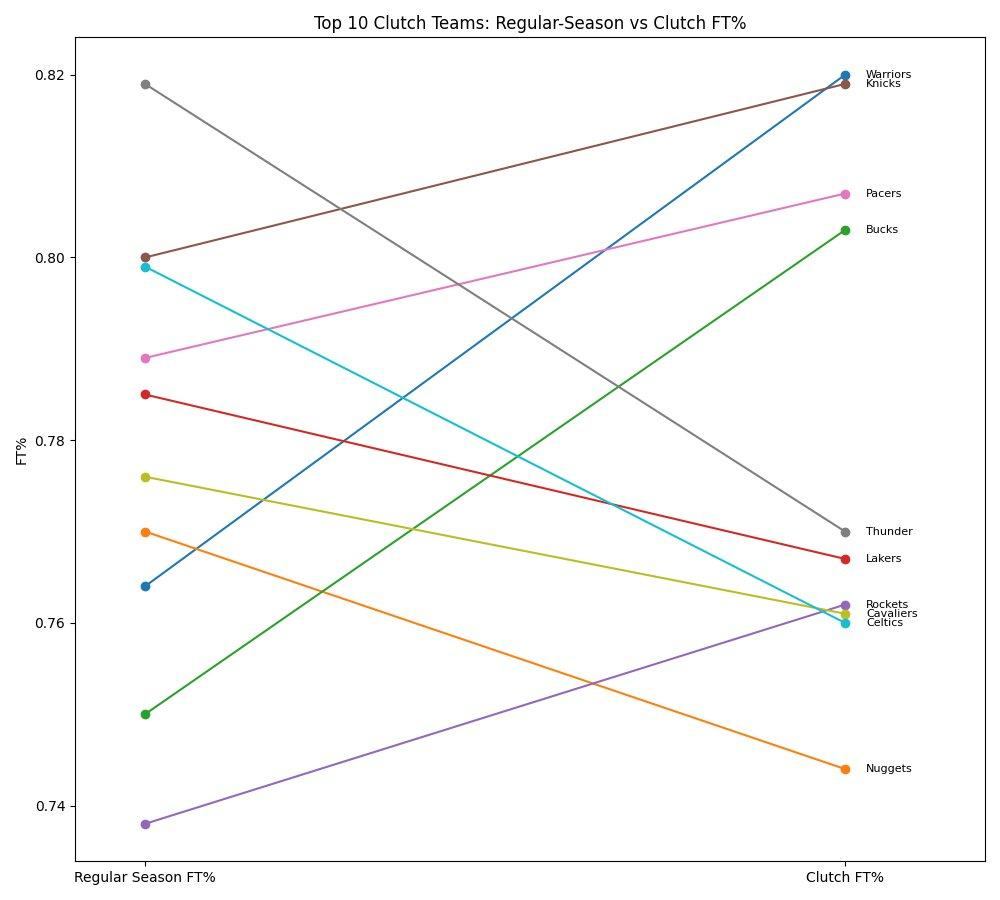 Top 10 Clutch Teams: Regular-Season vs Clutch FT%
FT%
0.82
0.80
0.78
0.76
0.74
Warriors
Knicks
Pacers
Bucks
Thunder
Lakers
Rockets
Cavaliers
Celtics
Nuggets
Regular Season FT%
Clutch FT%